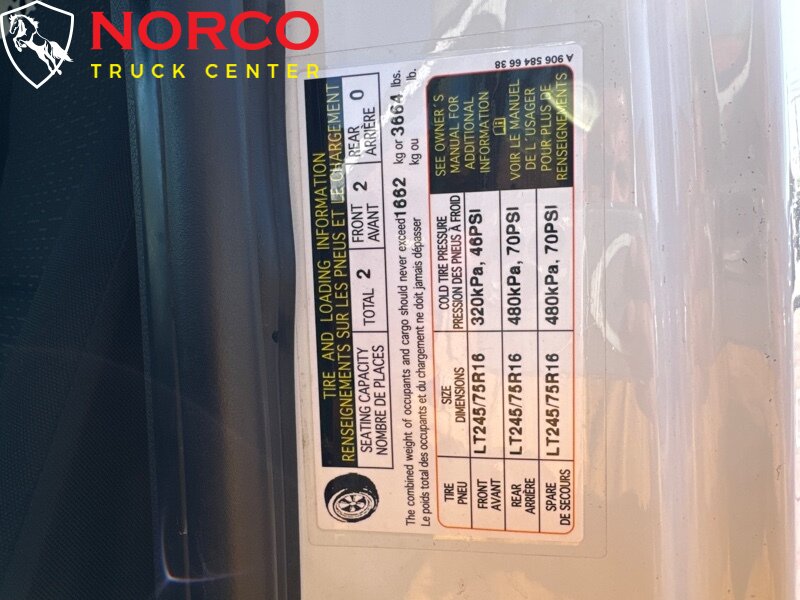 NORCO
TRUCK CENTER
TIRE AND LOADING INFORMATION
RENSEIGNEMENTS SUR LES PNEUS ET LE CHARGEMENT
SEATING CAPACITY
NOMBRE DE PLACES
TOTAL 2
FRONT
AVANT
2
REAR
ARRIÈRE
0
The combined weight of occupants and cargo should never exceed 1662 kg or 3664 lbs.
Le poids total des occupants et du chargement ne doit jamais dépasser kg ou lb.
TIRE
PNEU
SIZE
DIMENSIONS
COLD TIRE PRESSURE
PRESSION DES PNEUS À FROID
FRONT
AVANT
LT245/75R16
320kPa, 46PSI
REAR
ARRIÈRE
LT245/75R16
480kPa, 70PSI
SPARE
DE SECOURS
LT245/75R16
480kPa, 70PSI
SEE OWNER'S
MANUAL FOR
ADDITIONAL
INFORMATION
VOIR LE MANUEL
DE L'USAGER
POUR PLUS DE
RENSEIGNEMENTS
A 906 584 66 38